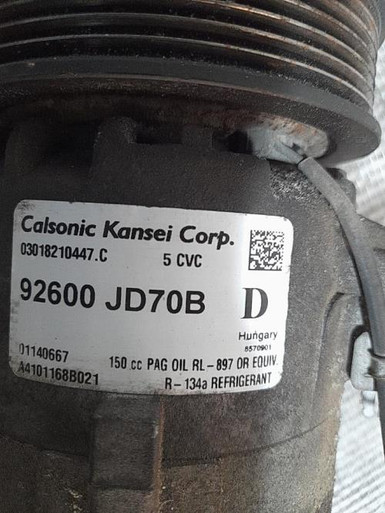 Calsonic Kansei Corp.
03018210447.C 5 CVC
92600 JD70B D
Hungary
5570901
01140667
150 cc PAG OIL RL-897 OR EQUIV.
A4101168B021
R-134a REFRIGERANT